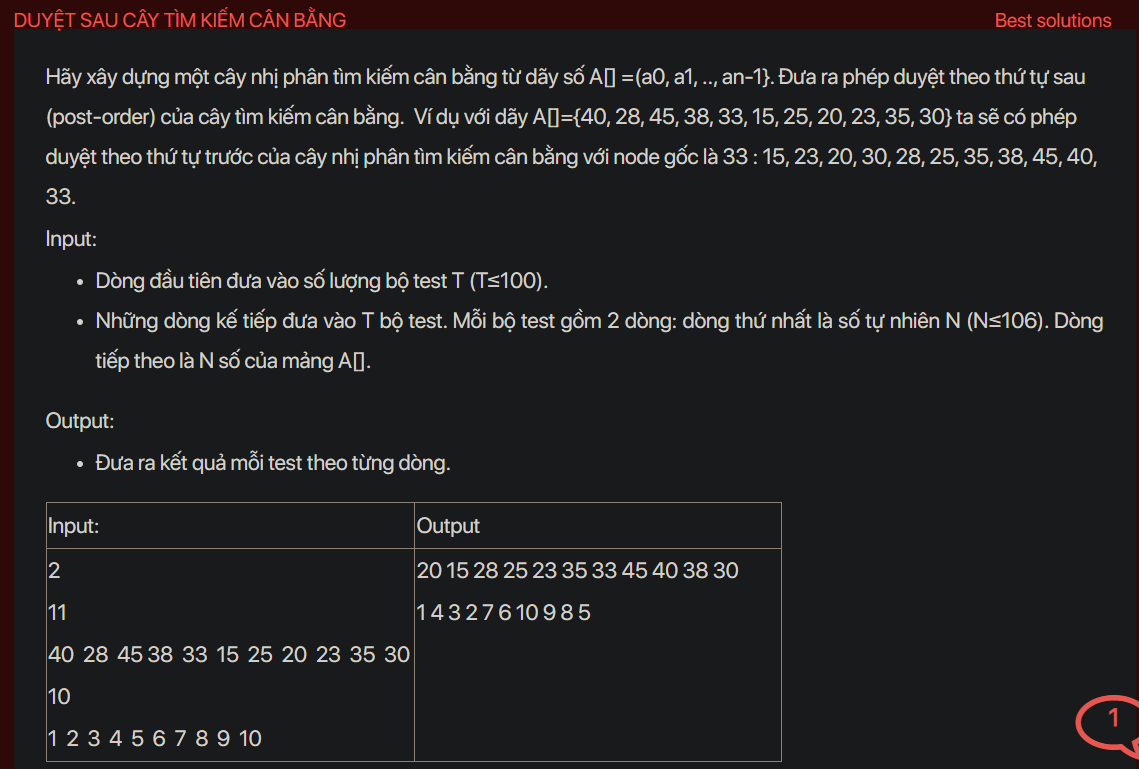 DUYỆT SAU CÂY TÌM KIẾM CÂN BẰNG
Best solutions
Hãy xây dựng một cây nhị phân tìm kiếm cân bằng từ dãy số A[] =(a0, a1, .., an-1}. Đưa ra phép duyệt theo thứ tự sau
(post-order) của cây tìm kiếm cân bằng. Ví dụ với dãy A[]={40, 28, 45, 38, 33, 15, 25, 20, 23, 35, 30} ta sẽ có phép
duyệt theo thứ tự trước của cây nhị phân tìm kiếm cân bằng với node gốc là 33 : 15, 23, 20, 30, 28, 25, 35, 38, 45, 40,
33.
Input:
• Dòng đầu tiên đưa vào số lượng bộ test T (T≤100).
• Những dòng kế tiếp đưa vào T bộ test. Mỗi bộ test gồm 2 dòng: dòng thứ nhất là số tự nhiên N (N≤106). Dòng
tiếp theo là N số của mảng A[].
Output:
• Đưa ra kết quả mỗi test theo từng dòng.
Input:
Output
2
20 15 28 25 23 35 33 45 40 38 30
11
1 4 3 2 7 6 10 9 8 5
40 28 45 38 33 15 25 20 23 35 30
10
1 2 3 4 5 6 7 8 9 10
1